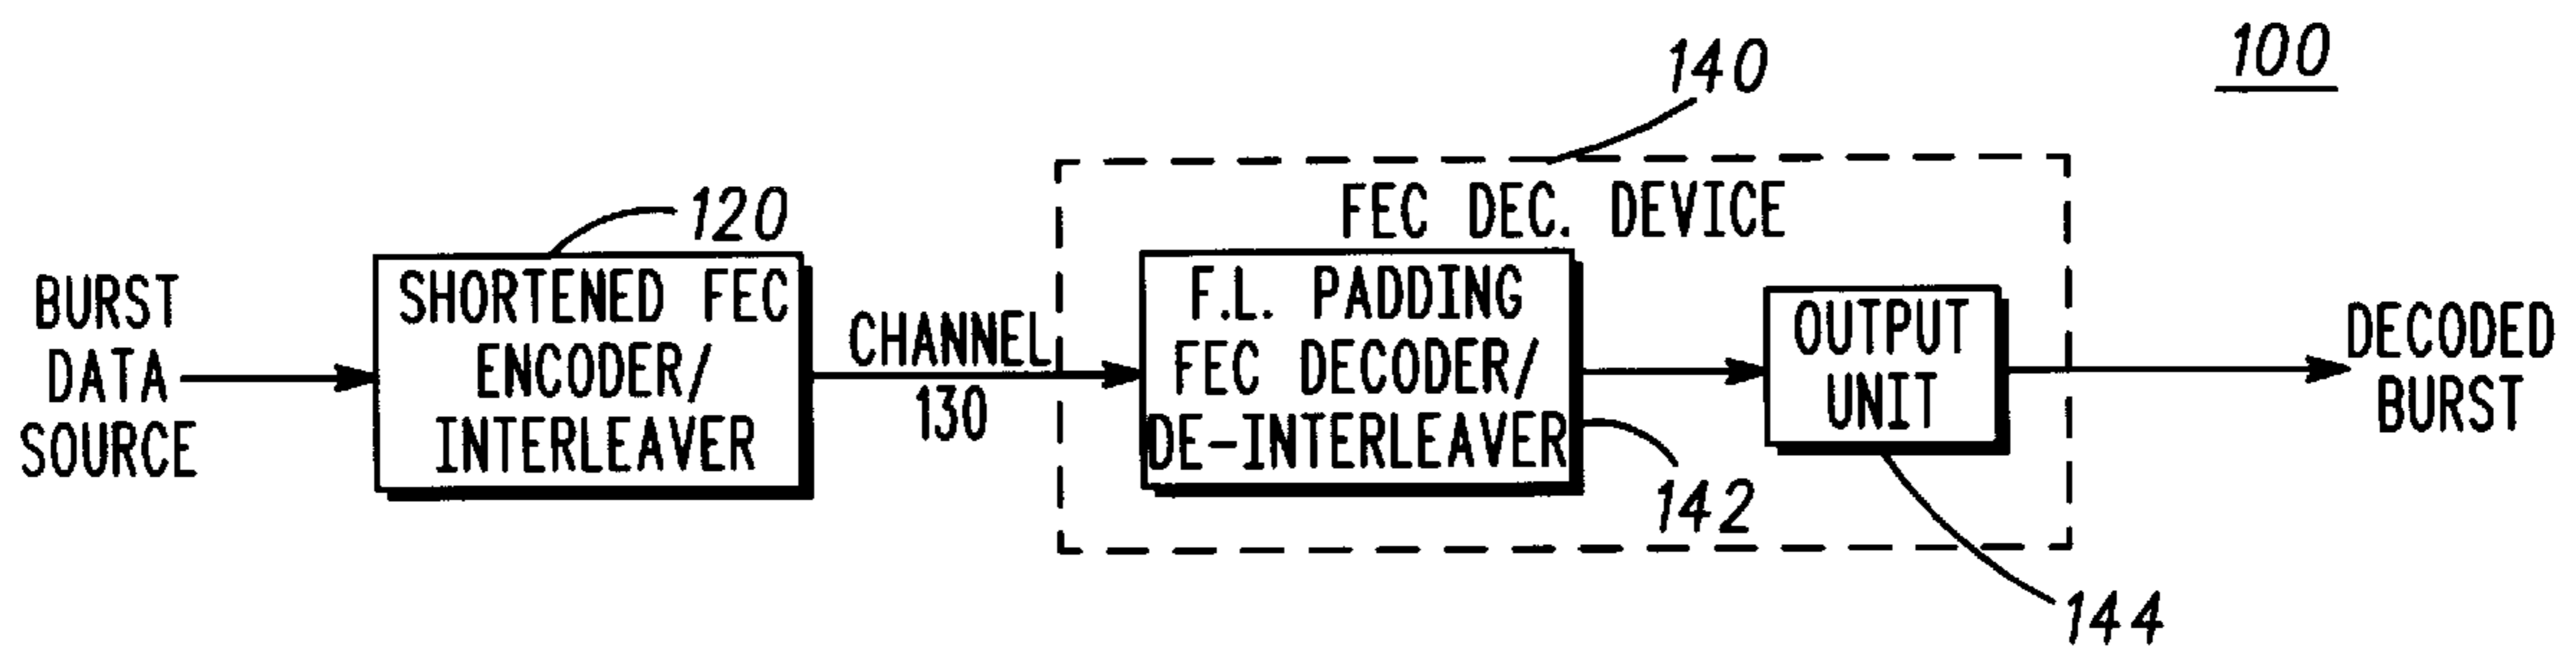 100
140
FEC DEC. DEVICE
120
BURST
DATA
SOURCE
SHORTENED FEC
ENCODER/
INTERLEAVER
CHANNEL
130
F.L. PADDING
FEC DECODER/
DE-INTERLEAVER
142
OUTPUT
UNIT
144
DECODED
BURST